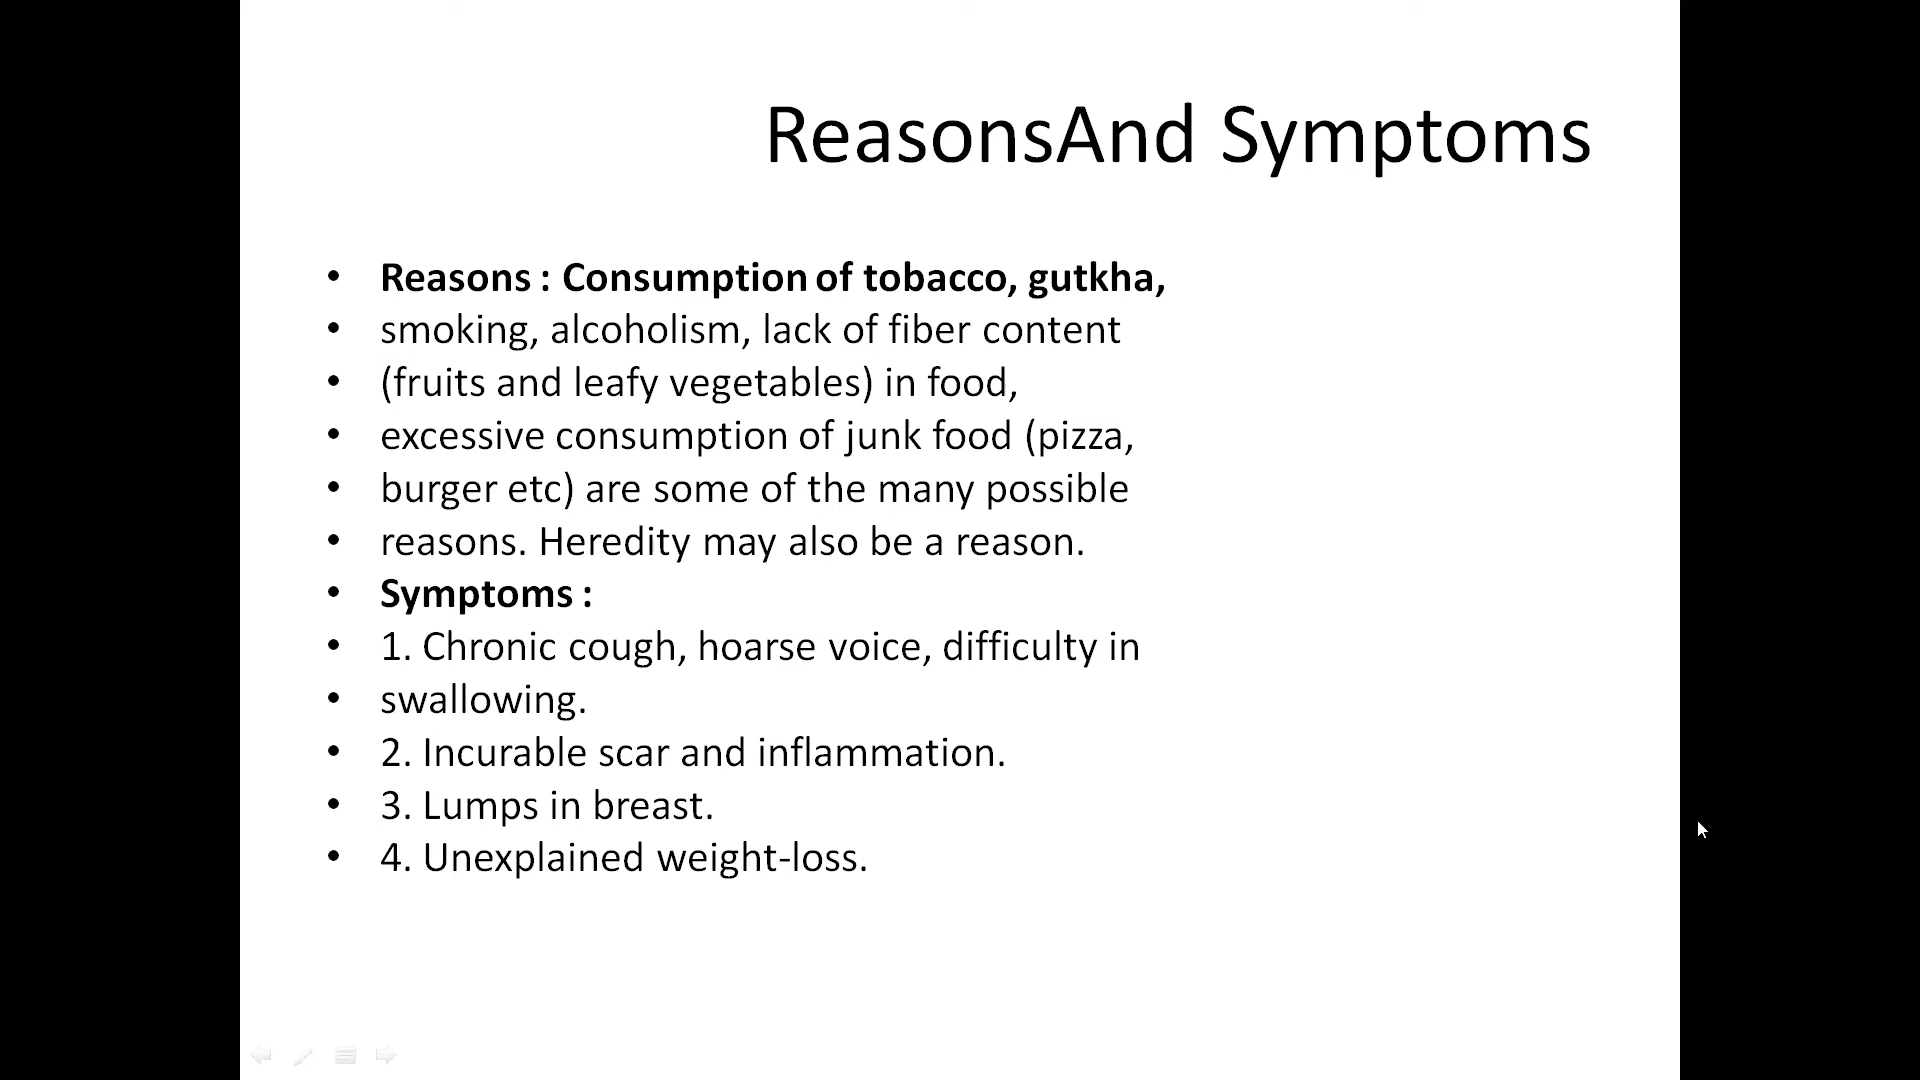 ReasonsAnd Symptoms
• Reasons : Consumption of tobacco, gutkha,
• smoking, alcoholism, lack of fiber content
• (fruits and leafy vegetables) in food,
• excessive consumption of junk food (pizza,
• burger etc) are some of the many possible
• reasons. Heredity may also be a reason.
• Symptoms :
• 1. Chronic cough, hoarse voice, difficulty in
• swallowing.
• 2. Incurable scar and inflammation.
• 3. Lumps in breast.
• 4. Unexplained weight-loss.